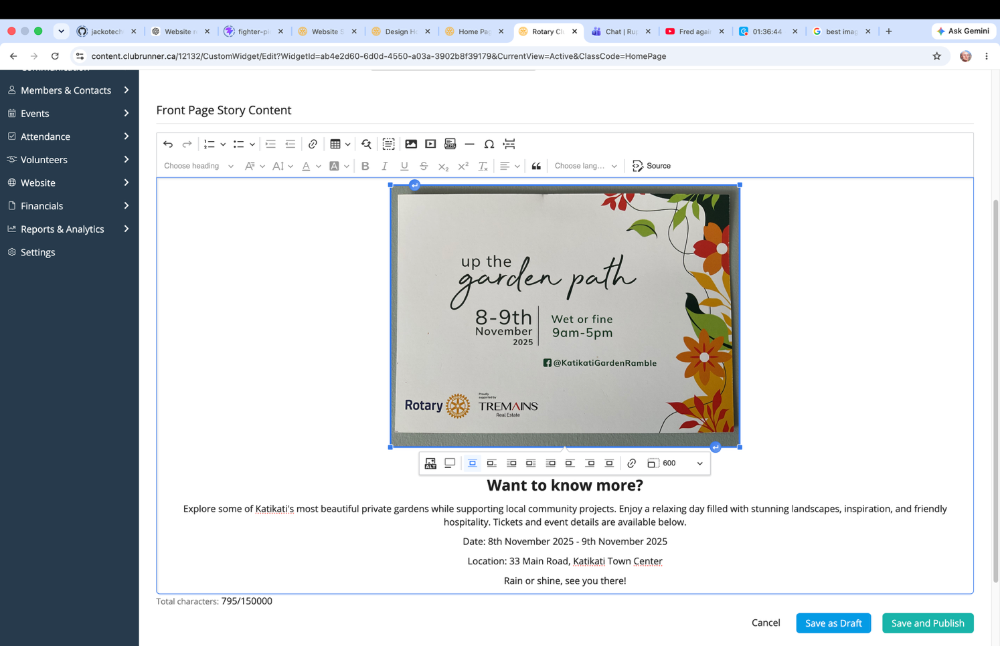 jackotech
Website r
fighter-pi
Website S
Design Ho
Home Pag
Rotary Clu
Chat | Rup
Fred again
01:36:44
best imag
Ask Gemini
content.clubrunner.ca/12132/CustomWidget/Edit?WidgetId=ab4e2d60-6d0d-4550-a03a-3902b8f39179&CurrentView=Active&ClassCode=HomePage
Members & Contacts
Events
Attendance
Volunteers
Website
Financials
Reports & Analytics
Settings
Front Page Story Content
Choose heading
Choose lang...
Source
up the
garden path
8-9th
November
2025
Wet or fine
9am-5pm
@KatikatiGardenRamble
Rotary
Proudly
supported by
TREMAINS
Real Estate
ALT
600
Want to know more?
Explore some of Katikati's most beautiful private gardens while supporting local community projects. Enjoy a relaxing day filled with stunning landscapes, inspiration, and friendly
hospitality. Tickets and event details are available below.
Date: 8th November 2025 - 9th November 2025
Location: 33 Main Road, Katikati Town Center
Rain or shine, see you there!
Total characters: 795/150000
Cancel
Save as Draft
Save and Publish